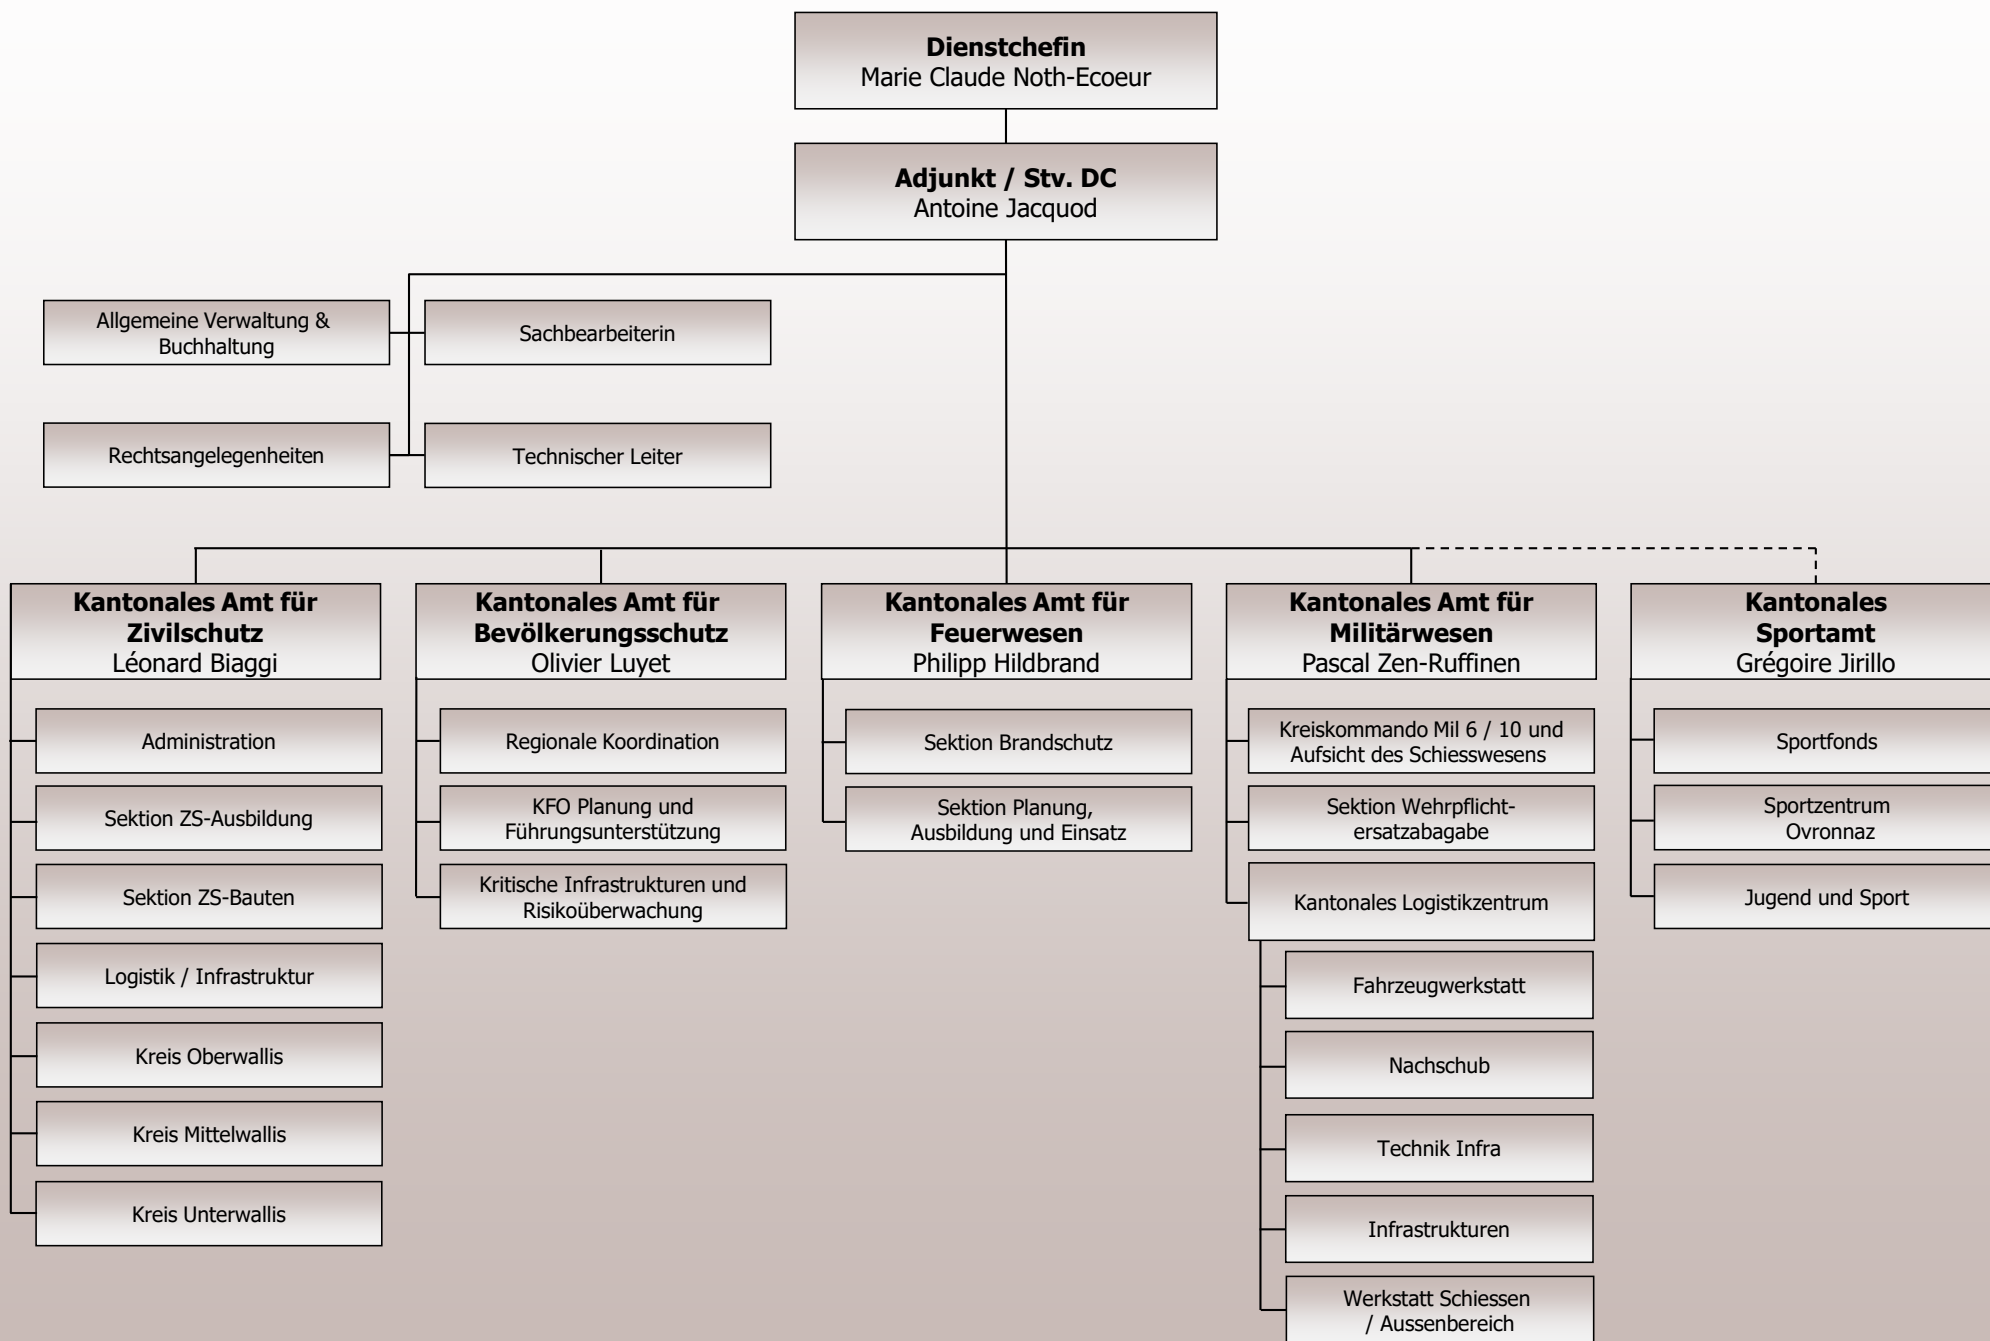 Dienstchefin
Marie Claude Noth-Ecoeur
Adjunkt / Stv. DC
Antoine Jacquod
Allgemeine Verwaltung &
Buchhaltung
Sachbearbeiterin
Rechtsangelegenheiten
Technischer Leiter
Kantonales Amt für
Zivilschutz
Léonard Biaggi
Administration
Sektion ZS-Ausbildung
Sektion ZS-Bauten
Logistik / Infrastruktur
Kreis Oberwallis
Kreis Mittelwallis
Kreis Unterwallis
Kantonales Amt für
Bevölkerungsschutz
Olivier Luyet
Regionale Koordination
KFO Planung und
Führungsunterstützung
Kritische Infrastrukturen und
Risikoüberwachung
Kantonales Amt für
Feuerwesen
Philipp Hildbrand
Sektion Brandschutz
Sektion Planung,
Ausbildung und Einsatz
Kantonales Amt für
Militärwesen
Pascal Zen-Ruffinen
Kreiskommando Mil 6 / 10 und
Aufsicht des Schiesswesens
Sektion Wehrpflicht-
ersatzabagabe
Kantonales Logistikzentrum
Fahrzeugwerkstatt
Nachschub
Technik Infra
Infrastrukturen
Werkstatt Schiessen
/ Aussenbereich
Kantonales
Sportamt
Grégoire Jirillo
Sportfonds
Sportzentrum
Ovronnaz
Jugend und Sport